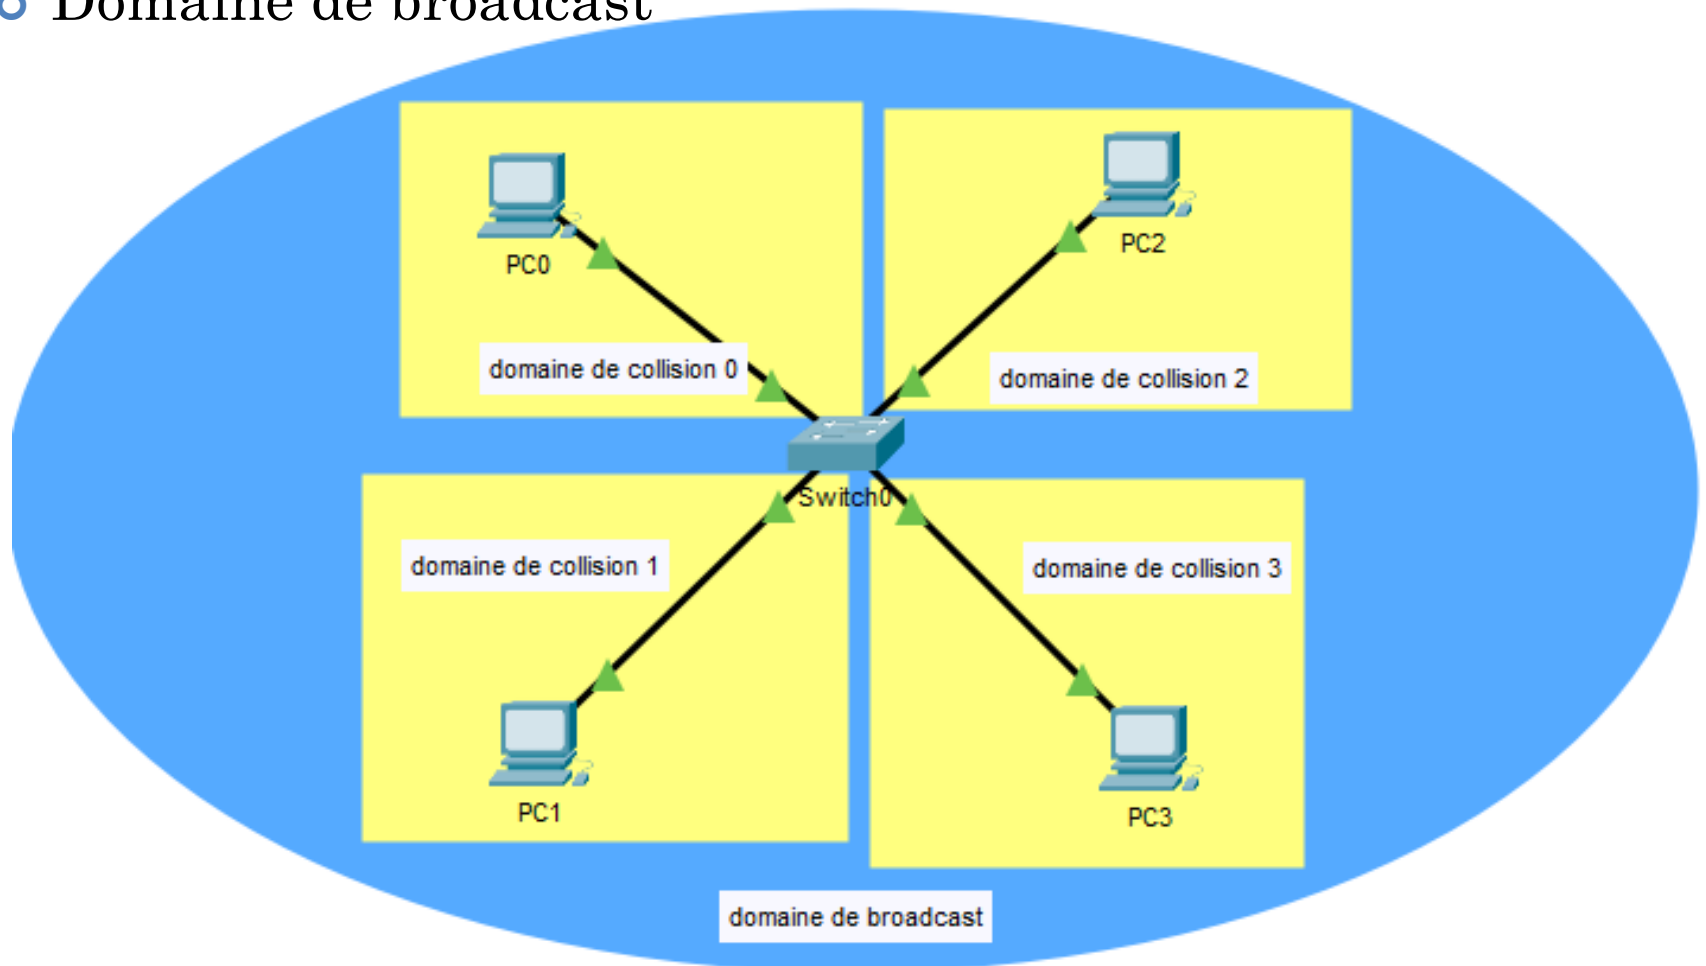 Domaine de broadcast
PC0
PC2
domaine de collision 0
domaine de collision 2
Switch0
domaine de collision 1
domaine de collision 3
PC1
PC3
domaine de broadcast